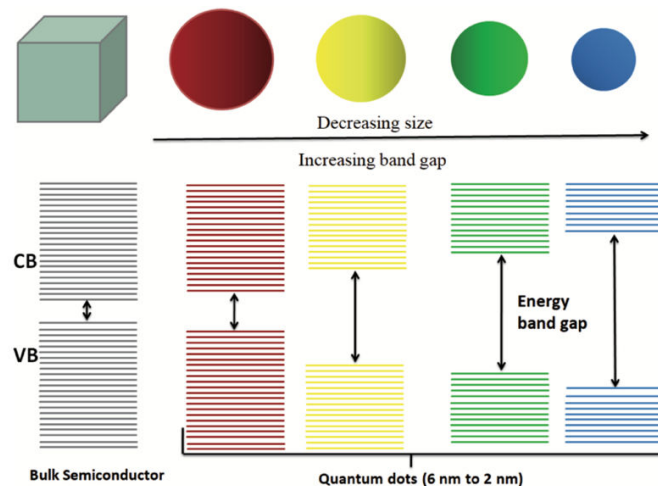 Decreasing size
Increasing band gap
CB
VB
Energy
band gap
Bulk Semiconductor
Quantum dots (6 nm to 2 nm)